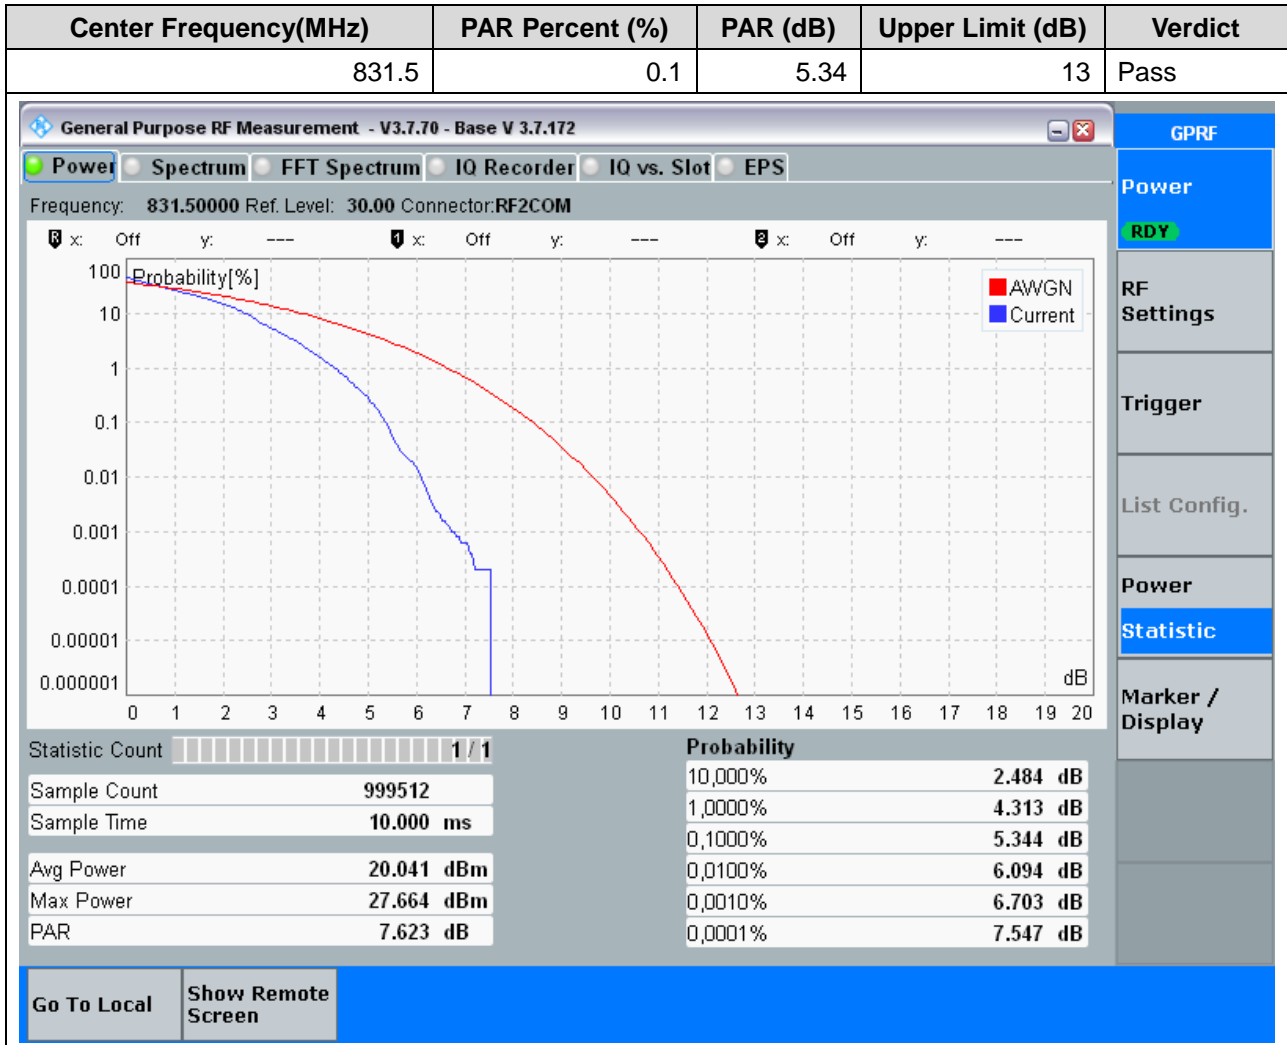 Center Frequency(MHz) PAR Percent (%) PAR (dB) Upper Limit (dB) Verdict
831.5 0.1 5.34 13 Pass
General Purpose RF Measurement - V3.7.70 - Base V 3.7.172
GPRF
Power Spectrum FFT Spectrum IQ Recorder IQ vs. Slot EPS
Power
RDY
Frequency: 831.50000 Ref. Level: 30.00 Connector:RF2COM
R x: Off y: --- 1 x: Off y: --- 2 x: Off y: ---
Probability[%]
AWGN
Current
100
10
1
0.1
0.01
0.001
0.0001
0.00001
0.000001
dB
0 1 2 3 4 5 6 7 8 9 10 11 12 13 14 15 16 17 18 19 20
RF
Settings
Trigger
List Config.
Power
Statistic
Marker /
Display
Statistic Count 1 / 1
Sample Count 999512
Sample Time 10.000 ms
Avg Power 20.041 dBm
Max Power 27.664 dBm
PAR 7.623 dB
Probability
10,000% 2.484 dB
1,0000% 4.313 dB
0,1000% 5.344 dB
0,0100% 6.094 dB
0,0010% 6.703 dB
0,0001% 7.547 dB
Go To Local
Show Remote
Screen